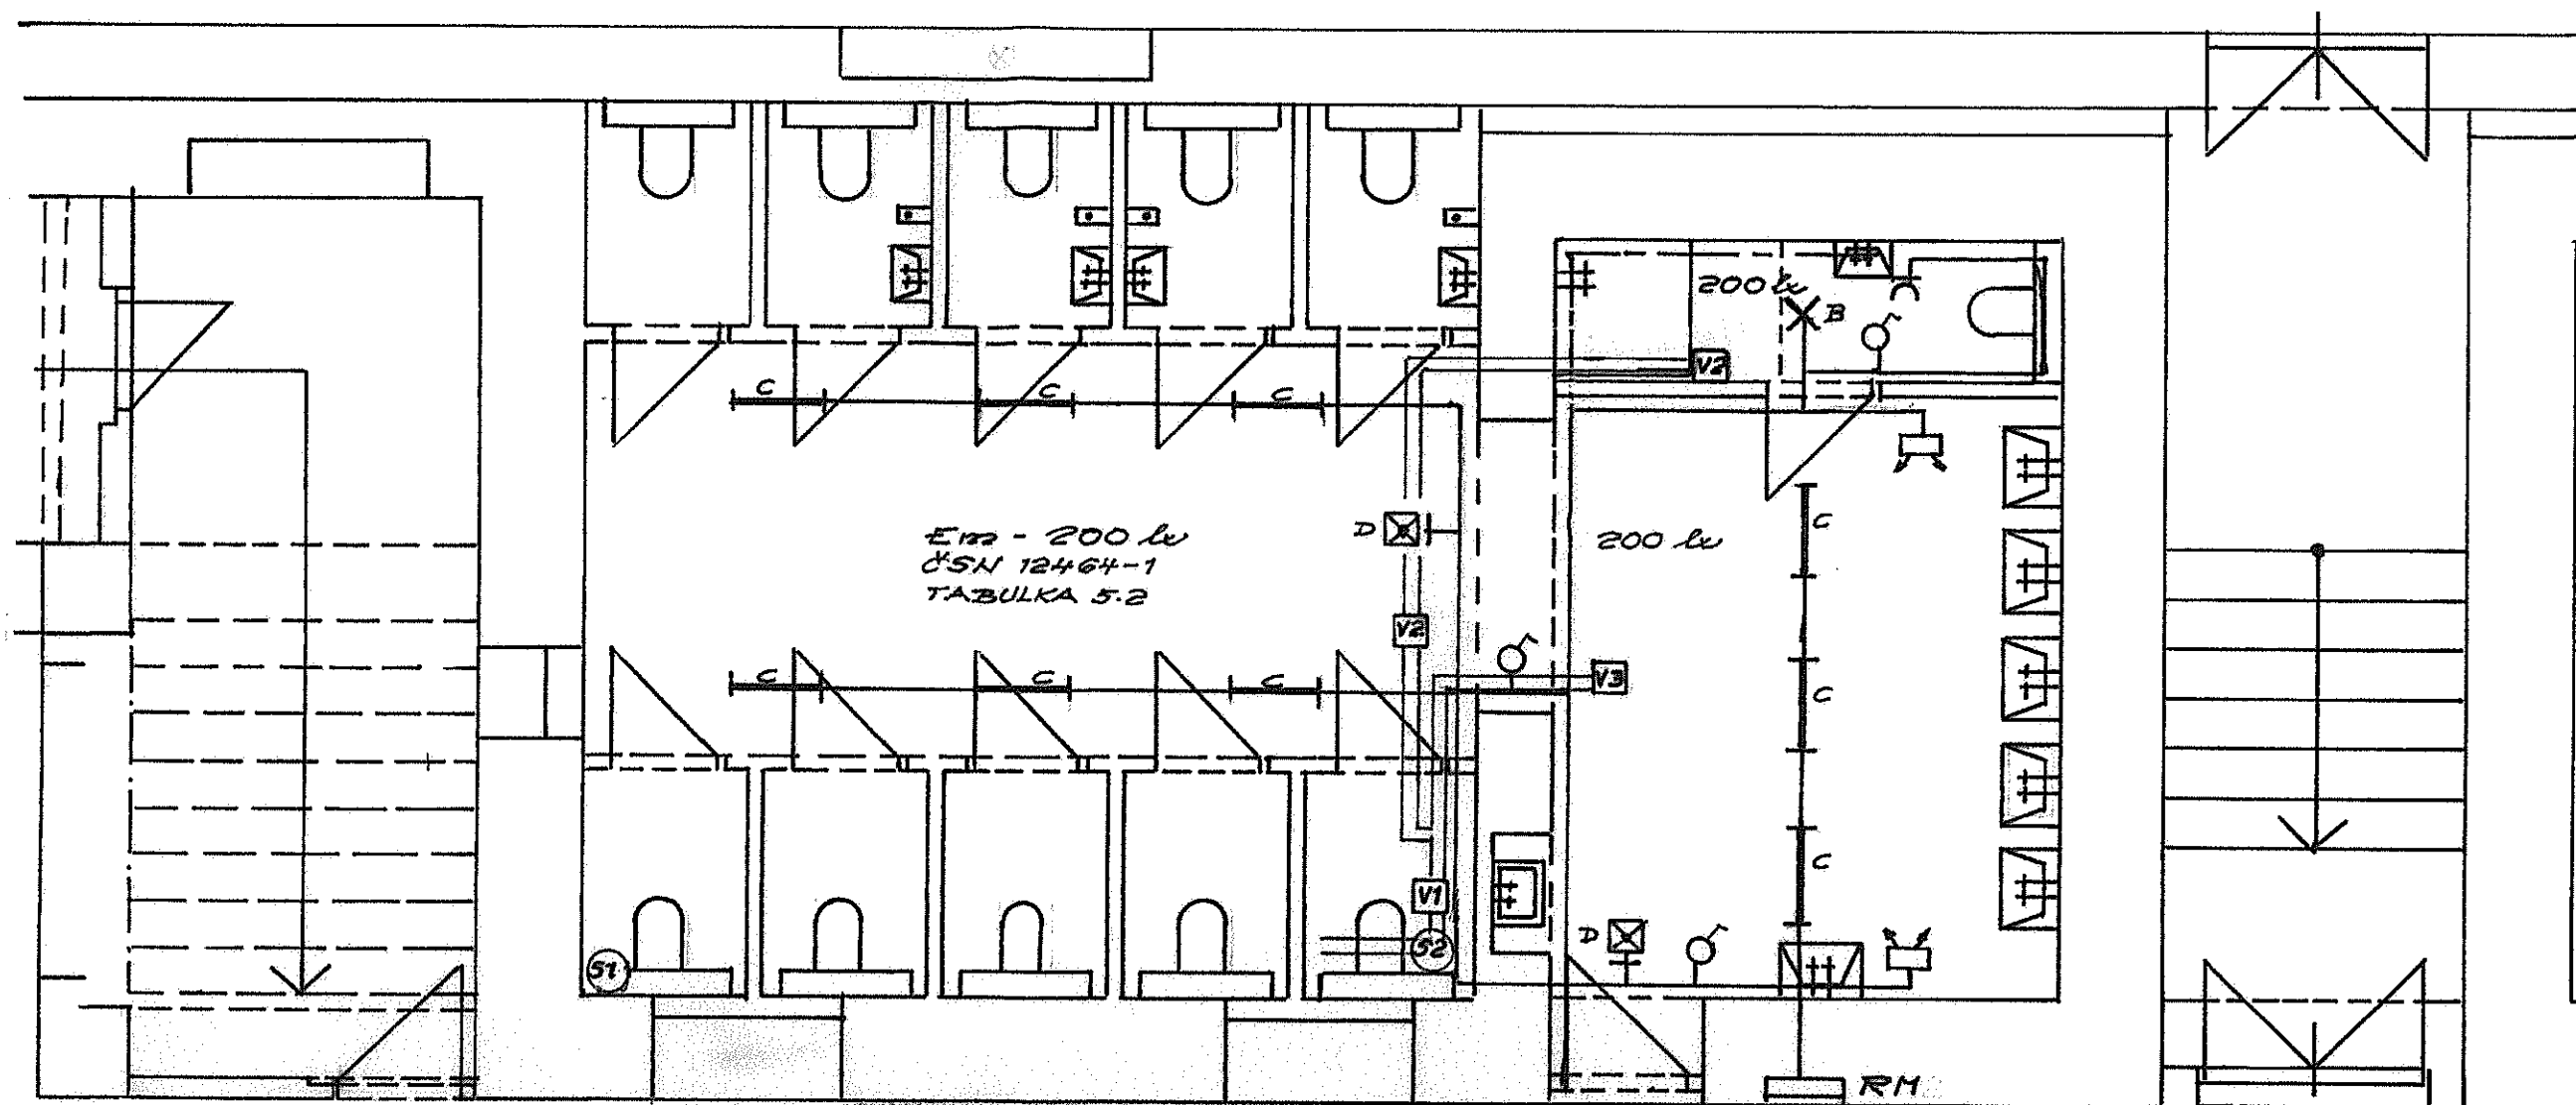 200 lx
B
V2
C
C
C
Em - 200 lx
ČSN 12464-1
TABULKA 5.2
D
200 lx
C
V2
V3
C
C
C
C
C
V1
S1
S2
D
RM